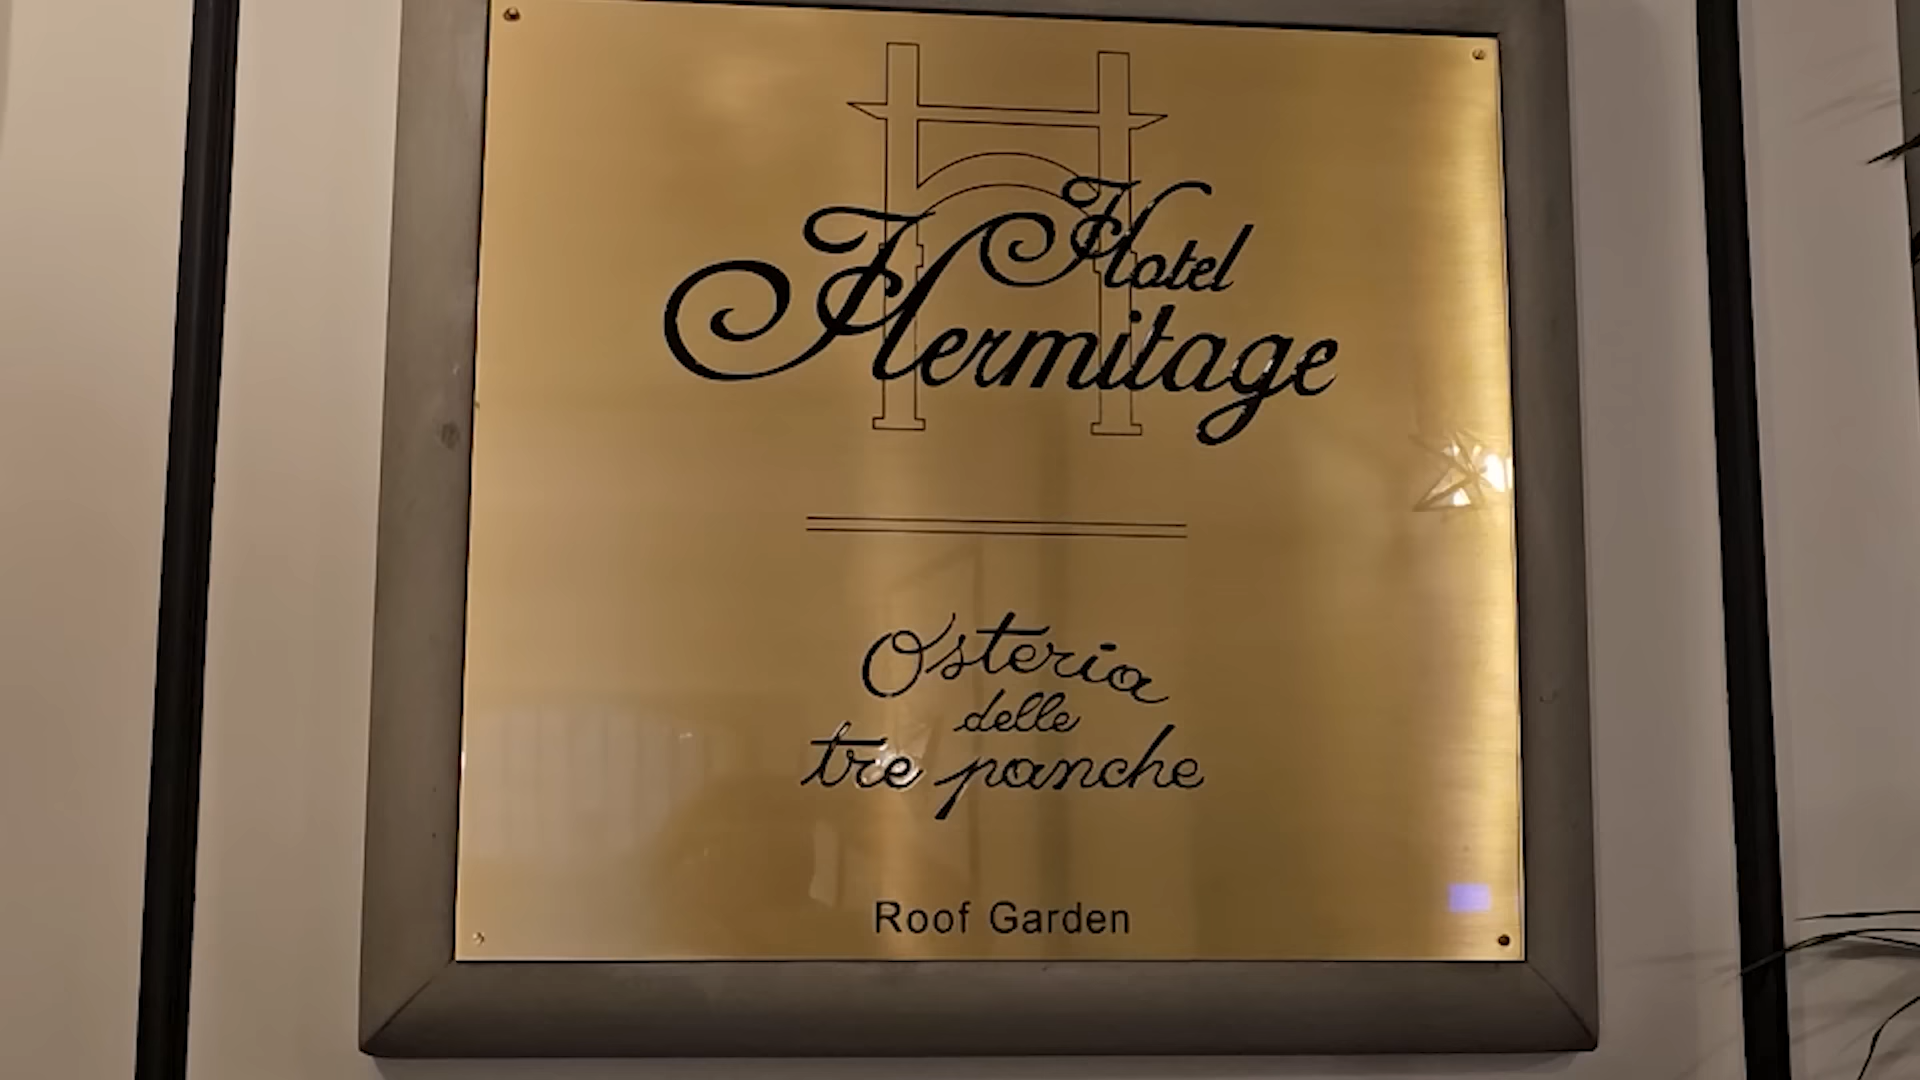 Hotel
Hermitage
Osteria
delle
tre panche
Roof Garden